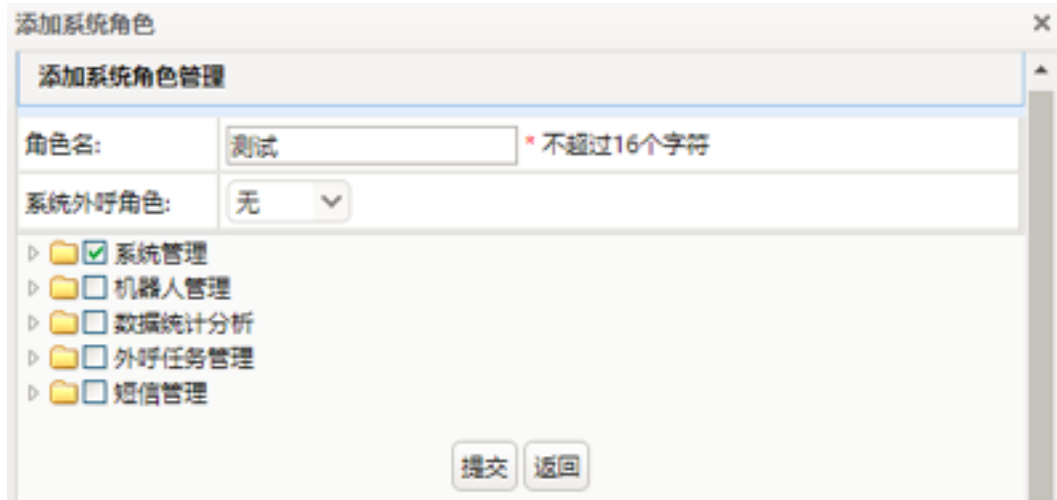 添加系统角色
添加系统角色管理
角色名: 测试 * 不超过16个字符
系统外呼角色: 无
系统管理
机器人管理
数据统计分析
外呼任务管理
短信管理
提交 返回